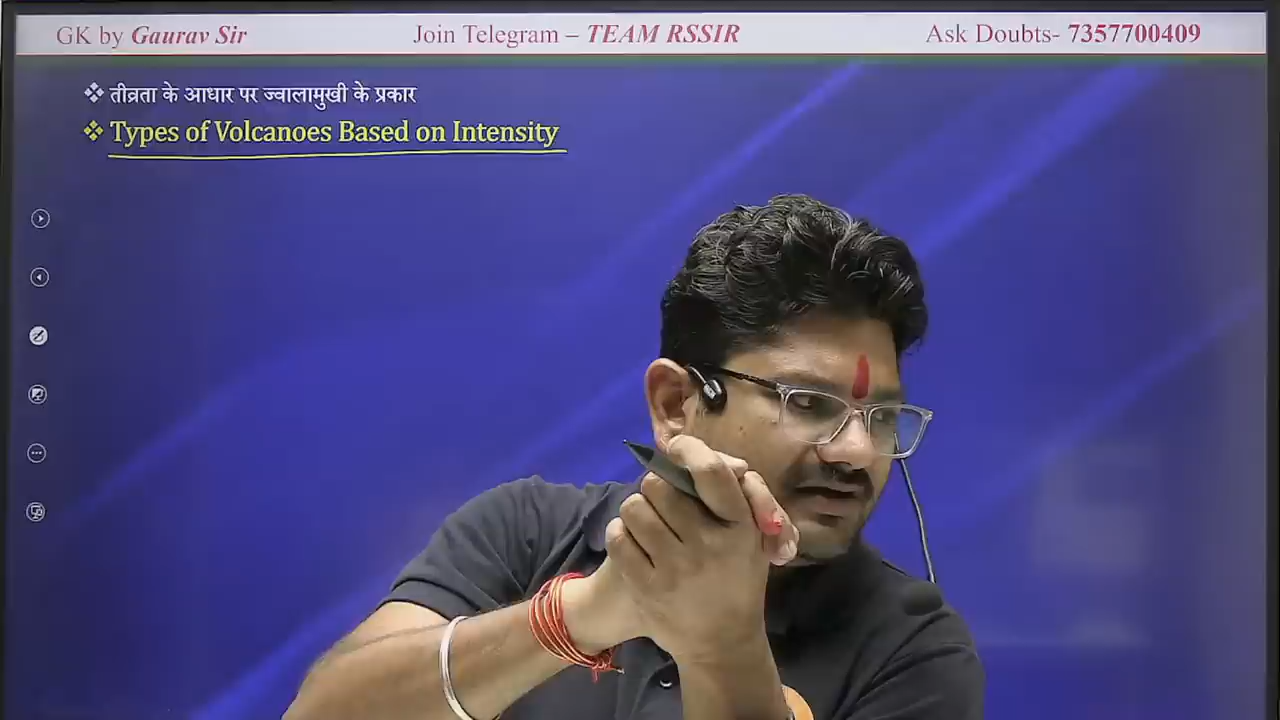 GK by Gaurav Sir Join Telegram – TEAM RSSIR Ask Doubts- 7357700409
❖ तीव्रता के आधार पर ज्वालामुखी के प्रकार
❖ Types of Volcanoes Based on Intensity